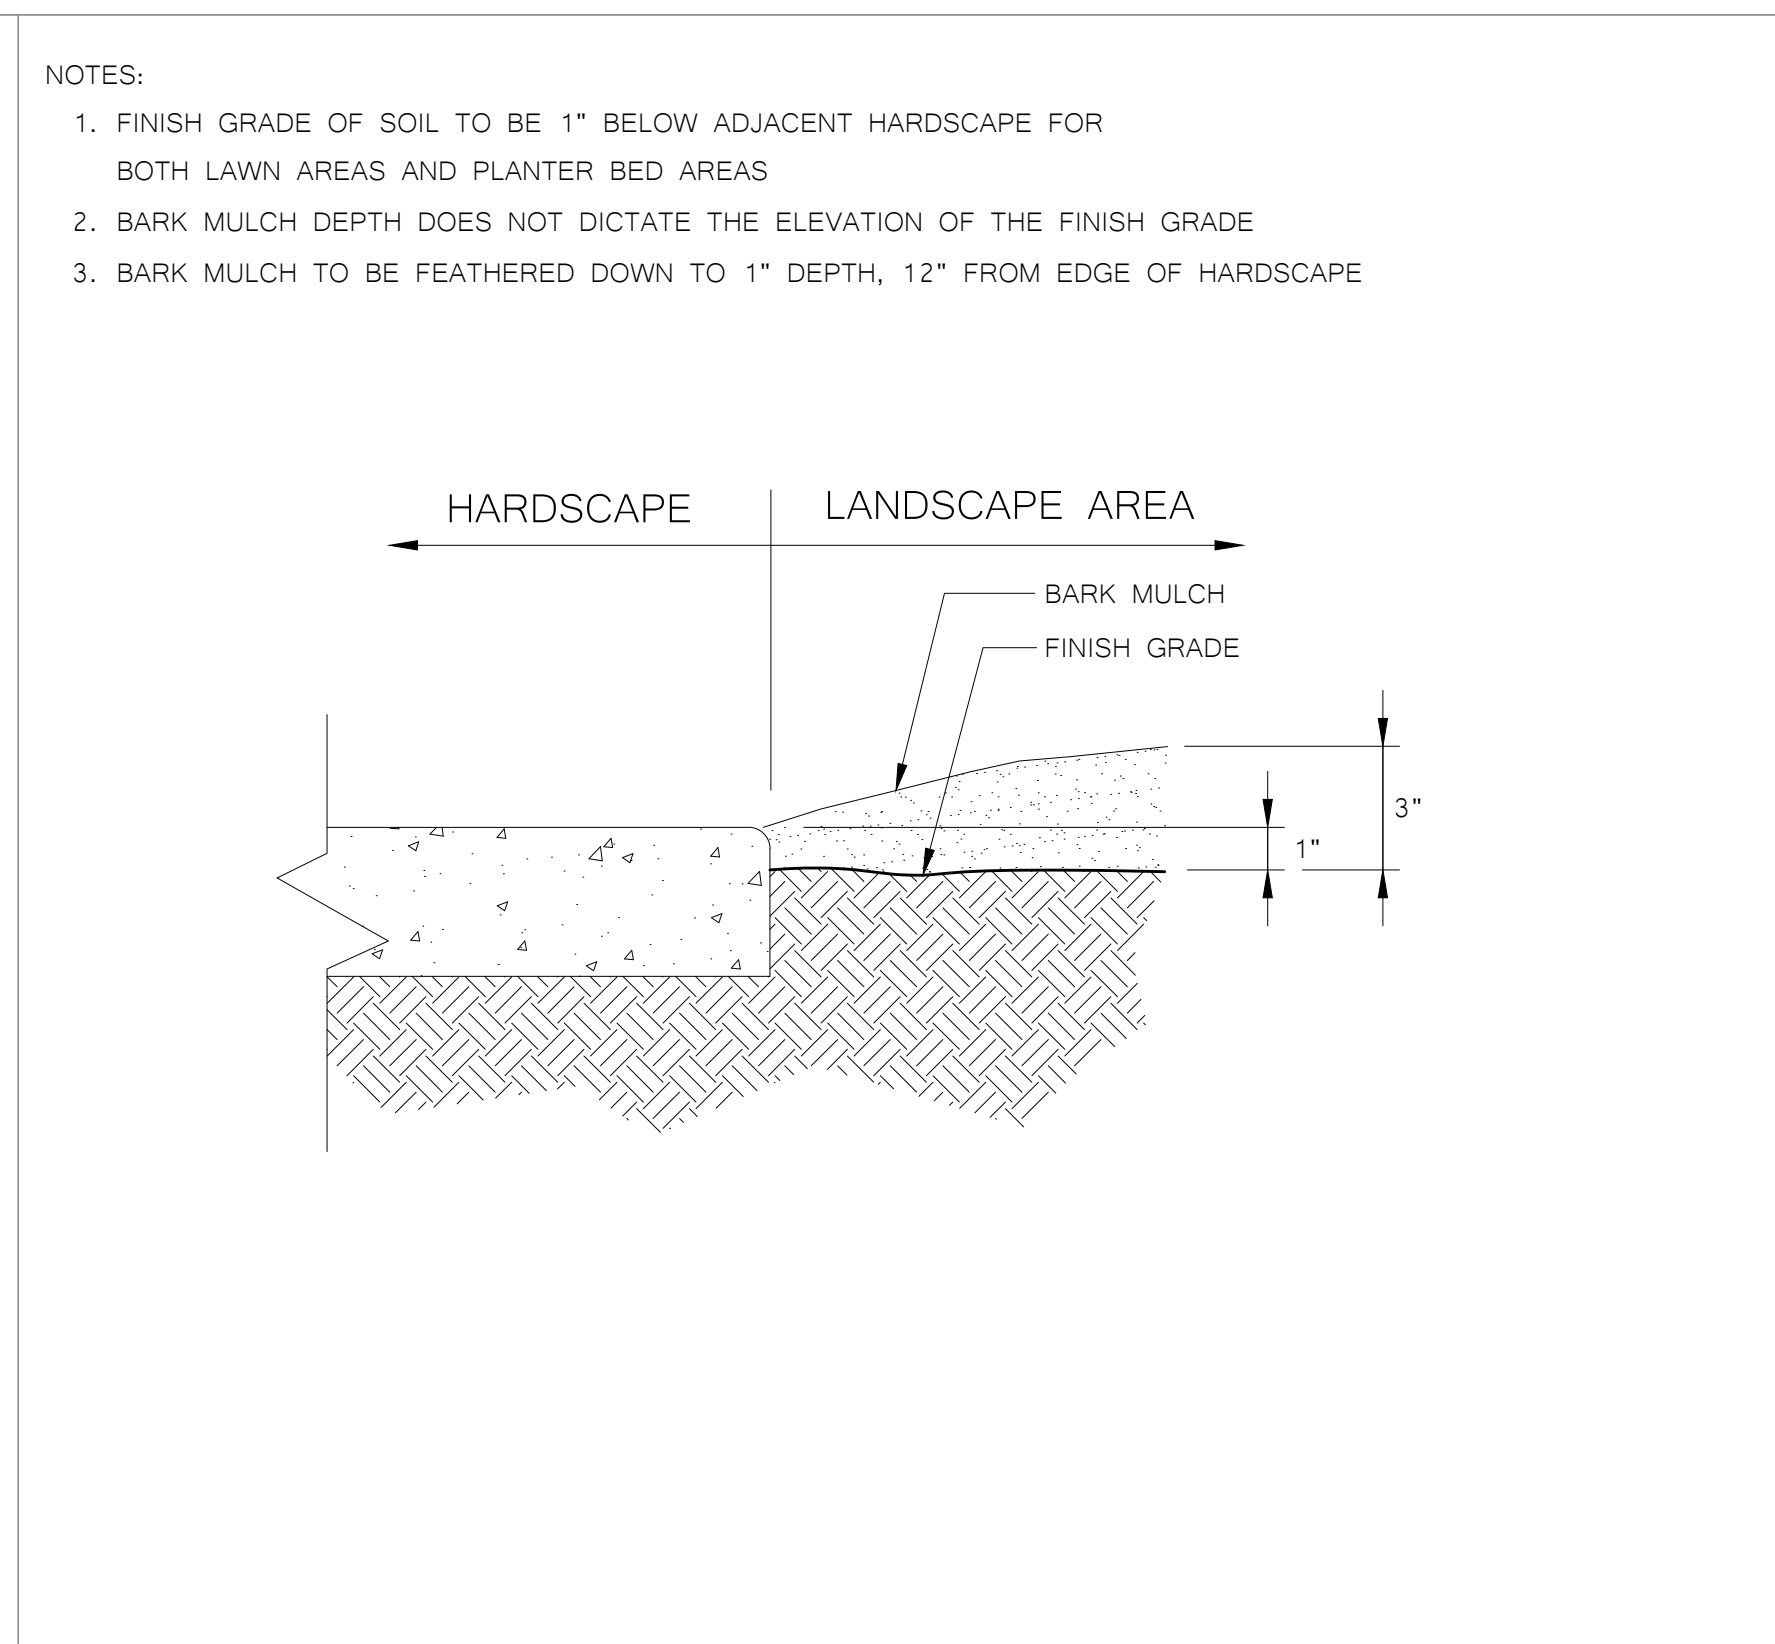 NOTES:
1. FINISH GRADE OF SOIL TO BE 1" BELOW ADJACENT HARDSCAPE FOR
BOTH LAWN AREAS AND PLANTER BED AREAS
2. BARK MULCH DEPTH DOES NOT DICTATE THE ELEVATION OF THE FINISH GRADE
3. BARK MULCH TO BE FEATHERED DOWN TO 1" DEPTH, 12" FROM EDGE OF HARDSCAPE
HARDSCAPE
LANDSCAPE AREA
BARK MULCH
FINISH GRADE
3"
1"